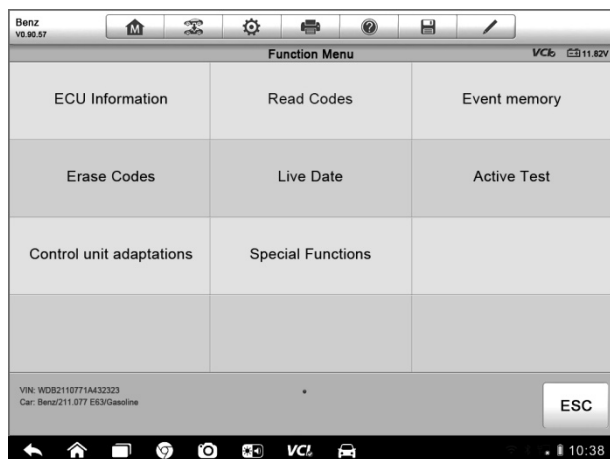 Benz
V0.90.57
M
Function Menu
VCI 11.82V
ECU Information
Read Codes
Event memory
Erase Codes
Live Date
Active Test
Control unit adaptations
Special Functions
VIN: WDB2110771A432323
Car: Benz/211.077 E63/Gasoline
ESC
VCI
10:38